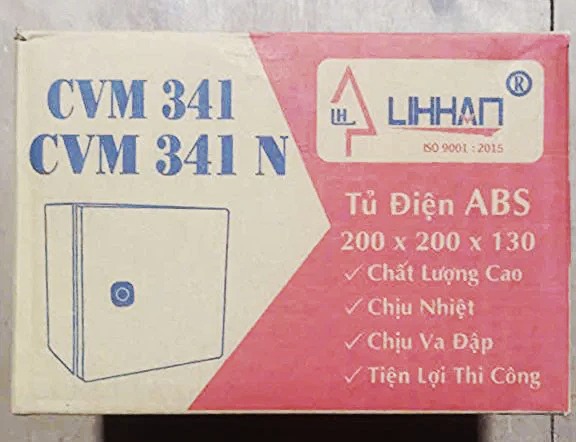 CVM 341
CVM 341 N
LH
LIHHAN ®
ISO 9001 : 2015
Tủ Điện ABS
200 x 200 x 130
✓ Chất Lượng Cao
✓ Chịu Nhiệt
✓ Chịu Va Đập
✓ Tiện Lợi Thi Công